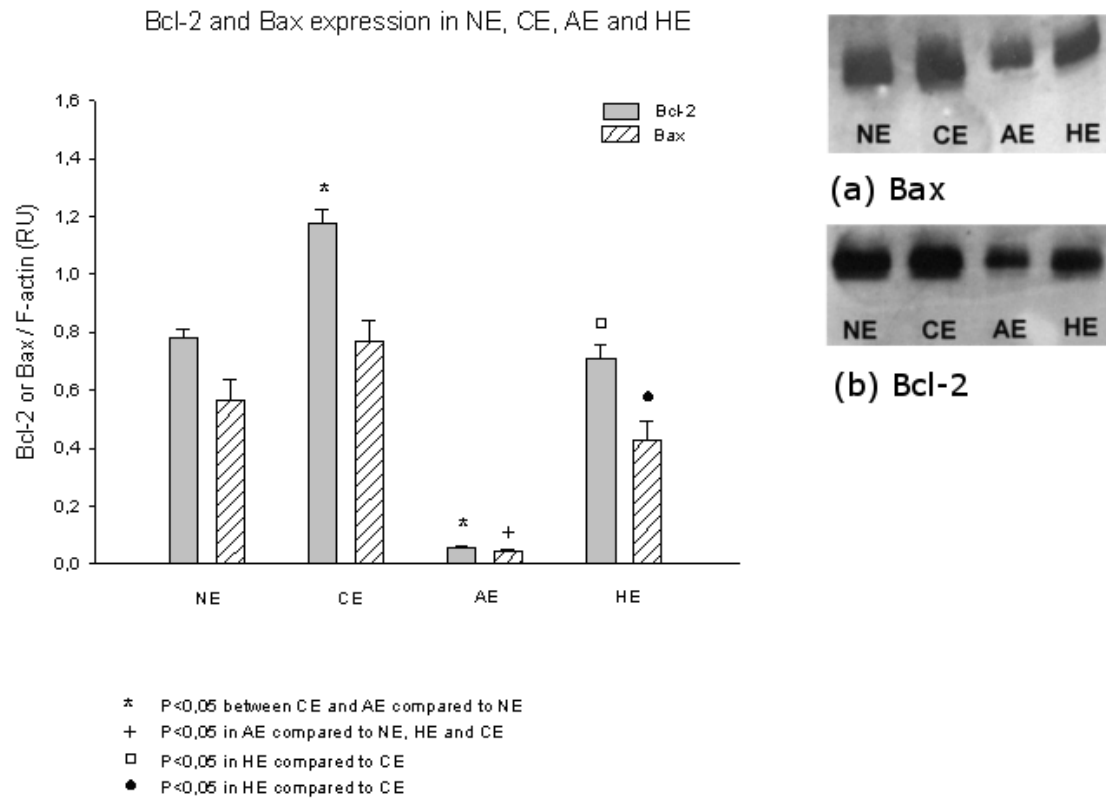 Bcl-2 and Bax expression in NE, CE, AE and HE
Bcl-2 or Bax / F-actin (RU)
1,6
1,4
1,2
1,0
0,8
0,6
0,4
0,2
0,0
Bcl-2
Bax
*
*
+
□
●
NE CE AE HE
* P<0,05 between CE and AE compared to NE
+ P<0,05 in AE compared to NE, HE and CE
□ P<0,05 in HE compared to CE
● P<0,05 in HE compared to CE
NE CE AE HE
(a) Bax
NE CE AE HE
(b) Bcl-2